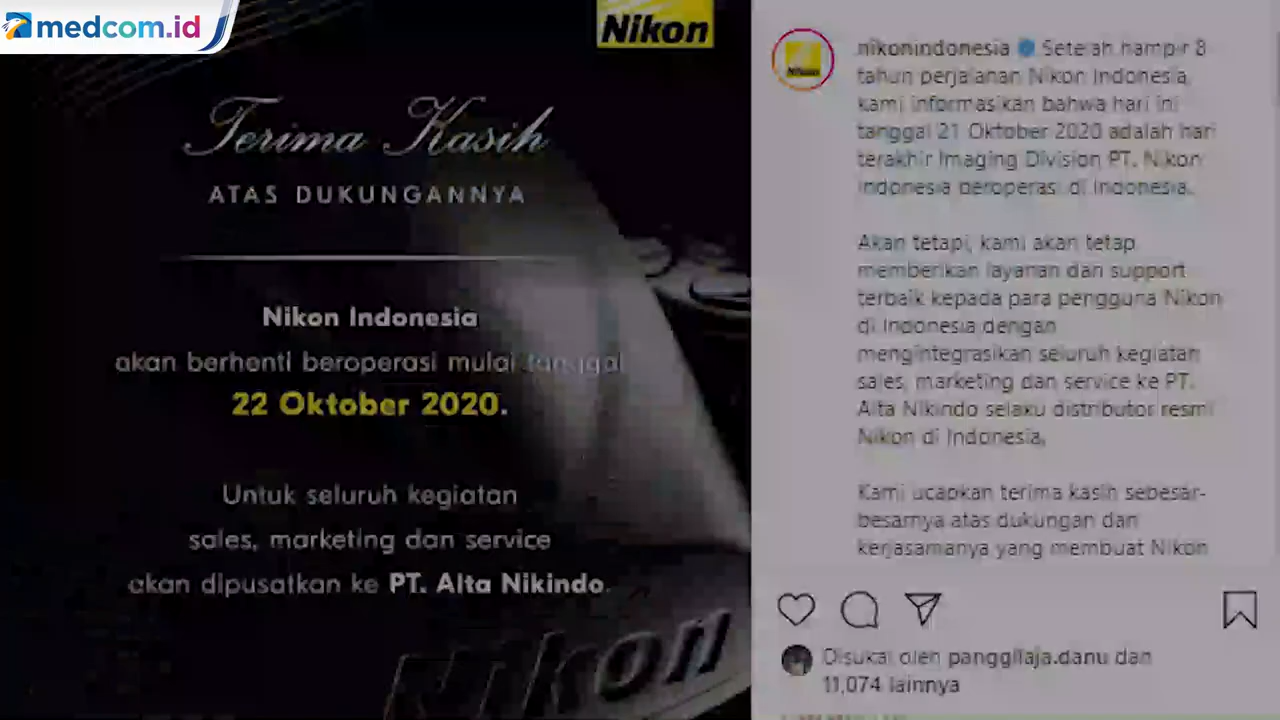 medcom.id
Nikon
Terima Kasih
ATAS DUKUNGANNYA
Nikon Indonesia
akan berhenti beroperasi mulai tanggal
22 Oktober 2020.
Untuk seluruh kegiatan
sales, marketing dan service
akan dipusatkan ke PT. Alta Nikindo.
Nikon
Nikon
nikonindonesia Setelah hampir 8
tahun perjalanan Nikon Indonesia,
kami informasikan bahwa hari ini
tanggal 21 Oktober 2020 adalah hari
terakhir Imaging Division PT. Nikon
Indonesia beroperasi di Indonesia.
Akan tetapi, kami akan tetap
memberikan layanan dan support
terbaik kepada para pengguna Nikon
di Indonesia dengan
mengintegrasikan seluruh kegiatan
sales, marketing dan service ke PT.
Alta Nikindo selaku distributor resmi
Nikon di Indonesia.
Kami ucapkan terima kasih sebesar-
besarnya atas dukungan dan
kerjasamanya yang membuat Nikon
Disukai oleh panggilaja.danu dan
11,074 lainnya